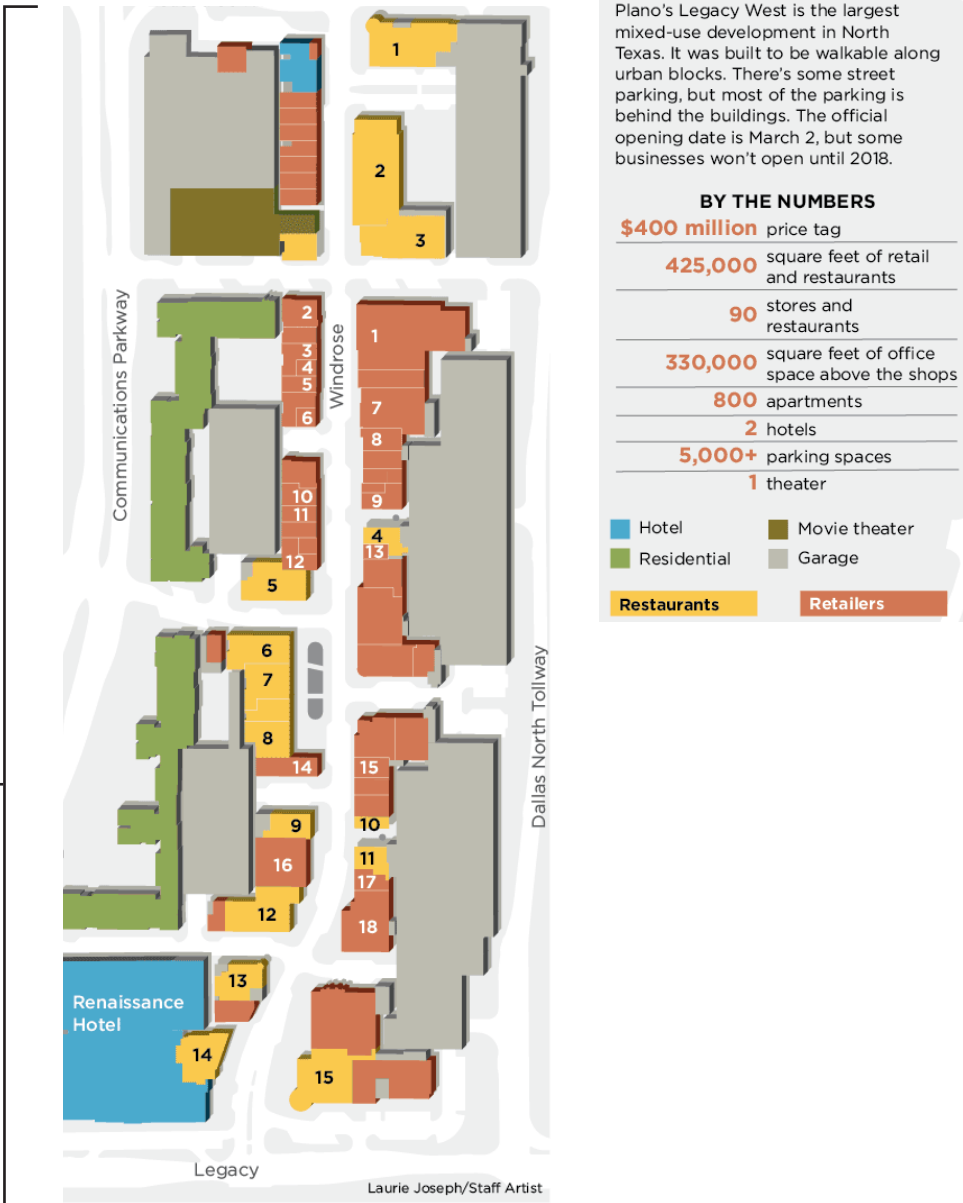 Plano's Legacy West is the largest
mixed-use development in North
Texas. It was built to be walkable along
urban blocks. There's some street
parking, but most of the parking is
behind the buildings. The official
opening date is March 2, but some
businesses won't open until 2018.
BY THE NUMBERS
$400 million price tag
425,000 square feet of retail
and restaurants
90 stores and
restaurants
330,000 square feet of office
space above the shops
800 apartments
2 hotels
5,000+ parking spaces
1 theater
Hotel
Movie theater
Residential
Garage
Restaurants
Retailers
1
2
3
Communications Parkway
Windrose
Dallas North Tollway
2
3
4
5
6
1
7
8
9
10
11
12
4
13
5
6
7
8
14
15
10
9
16
12
11
17
18
13
Renaissance
Hotel
14
15
Legacy
Laurie Joseph/Staff Artist